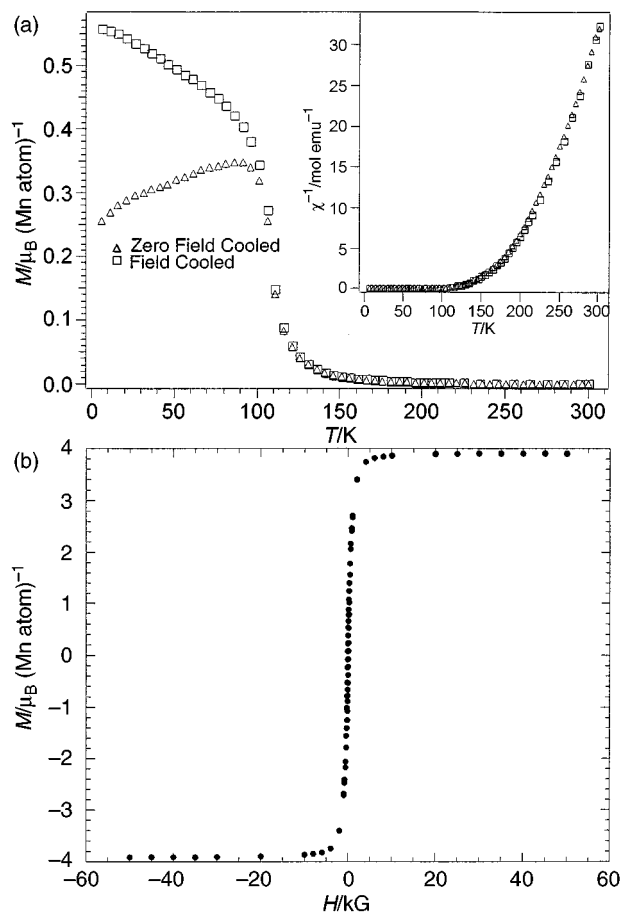 (a)
M/μB (Mn atom)–1
0.5
0.4
0.3
0.2
0.1
0.0
△ Zero Field Cooled
□ Field Cooled
0 50 100 150 200 250 300
T/K
χ–1/mol emu–1
30
25
20
15
10
5
0
0 50 100 150 200 250 300
T/K
(b)
M/μB (Mn atom)–1
4
3
2
1
0
–1
–2
–3
–4
–60 –40 –20 0 20 40 60
H/kG